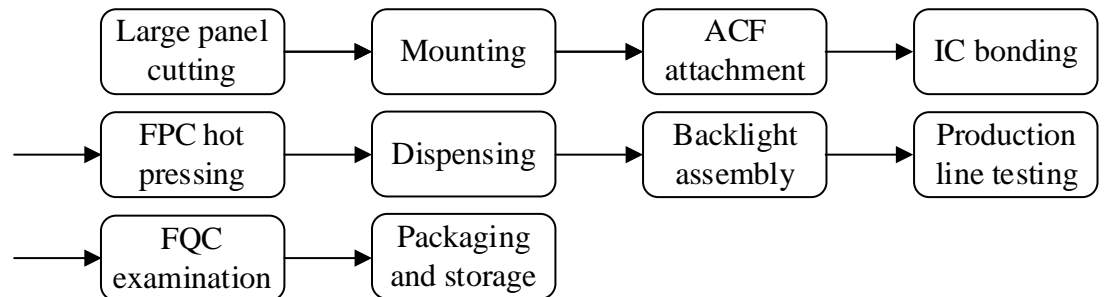 Large panel
cutting
Mounting
ACF
attachment
IC bonding
FPC hot
pressing
Dispensing
Backlight
assembly
Production
line testing
FQC
examination
Packaging
and storage